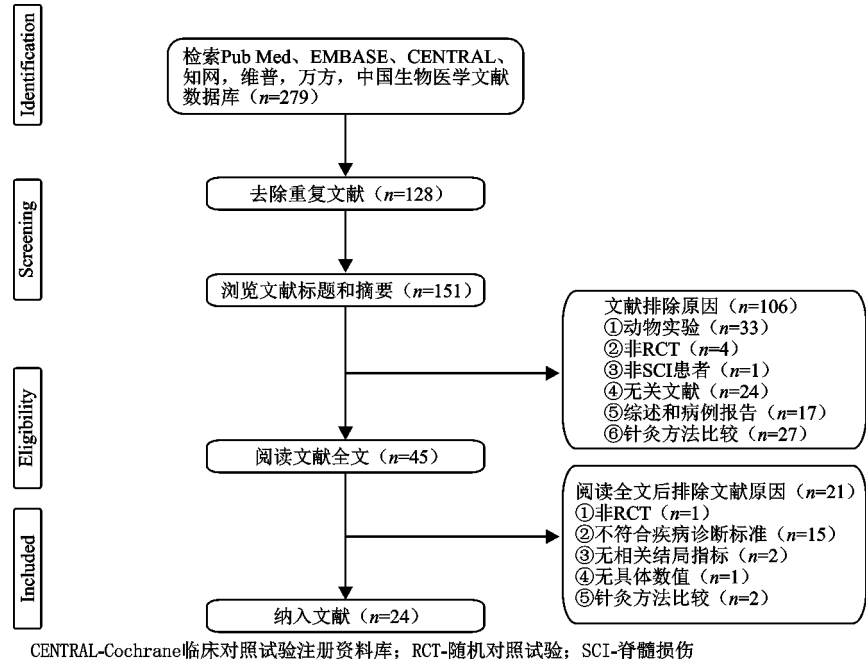 Identification
检索Pub Med、EMBASE、CENTRAL、
知网，维普，万方，中国生物医学文献
数据库（n=279）
Screening
去除重复文献（n=128）
浏览文献标题和摘要（n=151）
文献排除原因（n=106）
①动物实验（n=33）
②非RCT（n=4）
③非SCI患者（n=1）
④无关文献（n=24）
⑤综述和病例报告（n=17）
⑥针灸方法比较（n=27）
Eligibility
阅读文献全文（n=45）
阅读全文后排除文献原因（n=21）
①非RCT（n=1）
②不符合疾病诊断标准（n=15）
③无相关结局指标（n=2）
④无具体数值（n=1）
⑤针灸方法比较（n=2）
Included
纳入文献（n=24）
CENTRAL-Cochrane临床对照试验注册资料库；RCT-随机对照试验；SCI-脊髓损伤